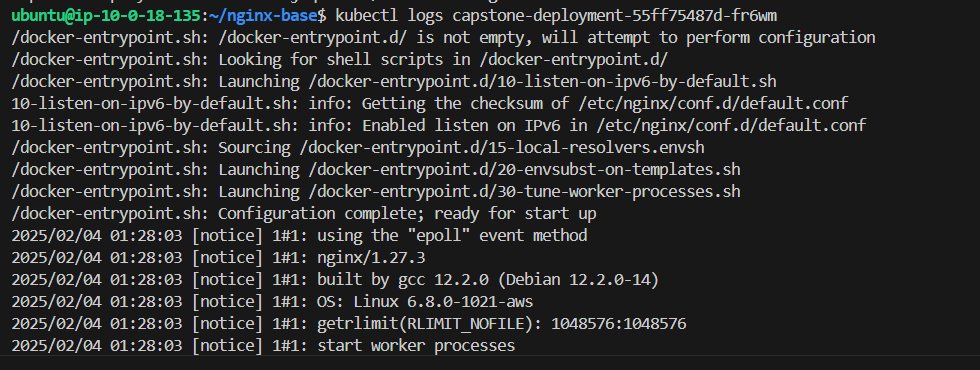 ubuntu@ip-10-0-18-135:~/nginx-base$ kubectl logs capstone-deployment-55ff75487d-fr6wm
/docker-entrypoint.sh: /docker-entrypoint.d/ is not empty, will attempt to perform configuration
/docker-entrypoint.sh: Looking for shell scripts in /docker-entrypoint.d/
/docker-entrypoint.sh: Launching /docker-entrypoint.d/10-listen-on-ipv6-by-default.sh
10-listen-on-ipv6-by-default.sh: info: Getting the checksum of /etc/nginx/conf.d/default.conf
10-listen-on-ipv6-by-default.sh: info: Enabled listen on IPv6 in /etc/nginx/conf.d/default.conf
/docker-entrypoint.sh: Sourcing /docker-entrypoint.d/15-local-resolvers.envsh
/docker-entrypoint.sh: Launching /docker-entrypoint.d/20-envsubst-on-templates.sh
/docker-entrypoint.sh: Launching /docker-entrypoint.d/30-tune-worker-processes.sh
/docker-entrypoint.sh: Configuration complete; ready for start up
2025/02/04 01:28:03 [notice] 1#1: using the "epoll" event method
2025/02/04 01:28:03 [notice] 1#1: nginx/1.27.3
2025/02/04 01:28:03 [notice] 1#1: built by gcc 12.2.0 (Debian 12.2.0-14)
2025/02/04 01:28:03 [notice] 1#1: OS: Linux 6.8.0-1021-aws
2025/02/04 01:28:03 [notice] 1#1: getrlimit(RLIMIT_NOFILE): 1048576:1048576
2025/02/04 01:28:03 [notice] 1#1: start worker processes